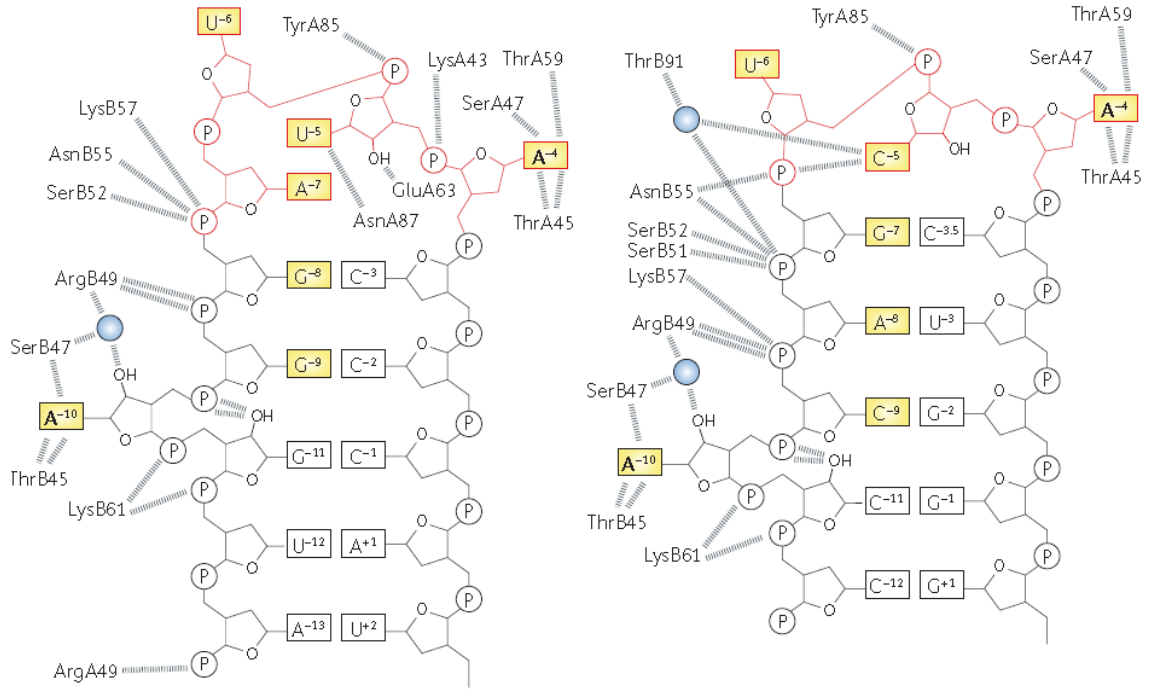 U⁻⁶
TyrA85
P
LysA43
ThrA59
LysB57
P
U⁻⁵
SerA47
O
O
AsnB55
P
O
A⁻⁴
SerB52
A⁻⁷
OH
P
GluA63
O
AsnA87
ThrA45
P
P
ArgB49
G⁻⁸
C⁻³
O
O
P
SerB47
P
OH
G⁻⁹
C⁻²
O
O
A⁻¹⁰
P
OH
P
O
P
ThrB45
G⁻¹¹
C⁻¹
O
O
LysB61
P
P
U⁻¹²
A⁺¹
O
O
P
P
A⁻¹³
U⁺²
O
O
ArgA49
P
ThrA59
TyrA85
ThrB91
U⁻⁶
P
SerA47
O
O
P
A⁻⁴
O
C⁻⁵
OH
P
ThrA45
AsnB55
P
SerB52
G⁻⁷
C⁻³·⁵
O
O
SerB51
P
LysB57
P
ArgB49
A⁻⁸
U⁻³
O
O
P
P
SerB47
OH
C⁻⁹
G⁻²
O
O
A⁻¹⁰
P
OH
P
O
P
ThrB45
C⁻¹¹
G⁻¹
O
O
LysB61
P
P
C⁻¹²
G⁺¹
O
O
P